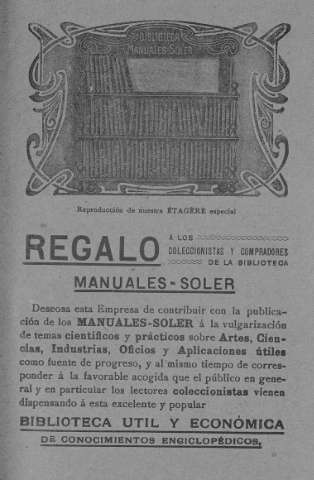 BIBLIOTECA
MANUALES-SOLER
Reproducción de nuestra ÉTAGÈRE especial
REGALO
Á LOS
COLECCIONISTAS Y COMPRADORES
DE LA BIBLIOTECA
MANUALES-SOLER
Deseosa esta Empresa de contribuir con la publica-
ción de los MANUALES-SOLER á la vulgarización
de temas científicos y prácticos sobre Artes, Cien-
cias, Industrias, Oficios y Aplicaciones útiles
como fuente de progreso, y al mismo tiempo de corres-
ponder á la favorable acogida que el público en gene-
ral y en particular los lectores coleccionistas vienen
dispensando á esta excelente y popular
BIBLIOTECA UTIL Y ECONÓMICA
DE CONOCIMIENTOS ENCICLOPÉDICOS,